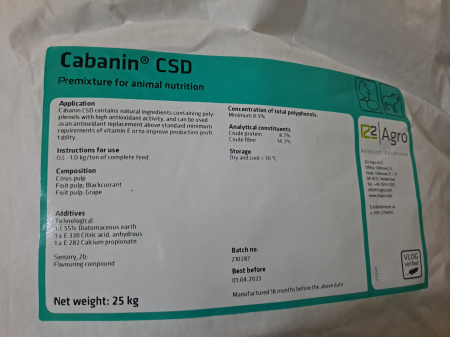 Cabanin® CSD
Premixture for animal nutrition
Application
Cabanin CSD contains natural ingredients containing poly-
phenols with high antioxidant activity, and can be used
as an antioxidant replacement above standard minimum
requirements of vitamin E or to improve production profi
tability.
Instructions for use
0.5 - 1.0 kg/ton of complete feed
Composition
Citrus pulp
Fruit pulp, Blackcurrant
Fruit pulp, Grape
Additives
Technological:
E 551c Diatomaceous earth
1 a E 330 Citric acid, anhydrous
1 a E 282 Calcium propionate
Sensory, 2b:
Flavouring compound
Net weight: 25 kg
Concentration of total polyphenols:
Minimum 8.5%
Analytical constituents
Crude protein 8.7%
Crude fibre
Storage
Dry and cool
Batch no.
210287
Best before
01.04.2023
Manufactured 18 months before the above date
R2 Agro
VLOG
verified